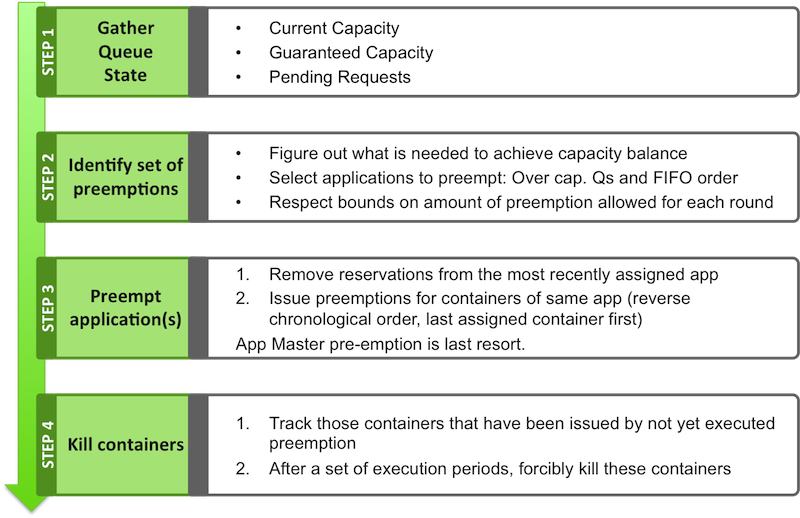 STEP 1
Gather
Queue
State
• Current Capacity
• Guaranteed Capacity
• Pending Requests
STEP 2
Identify set of
preemptions
• Figure out what is needed to achieve capacity balance
• Select applications to preempt: Over cap. Qs and FIFO order
• Respect bounds on amount of preemption allowed for each round
STEP 3
Preempt
application(s)
1. Remove reservations from the most recently assigned app
2. Issue preemptions for containers of same app (reverse
chronological order, last assigned container first)
App Master pre-emption is last resort.
STEP 4
Kill containers
1. Track those containers that have been issued by not yet executed
preemption
2. After a set of execution periods, forcibly kill these containers